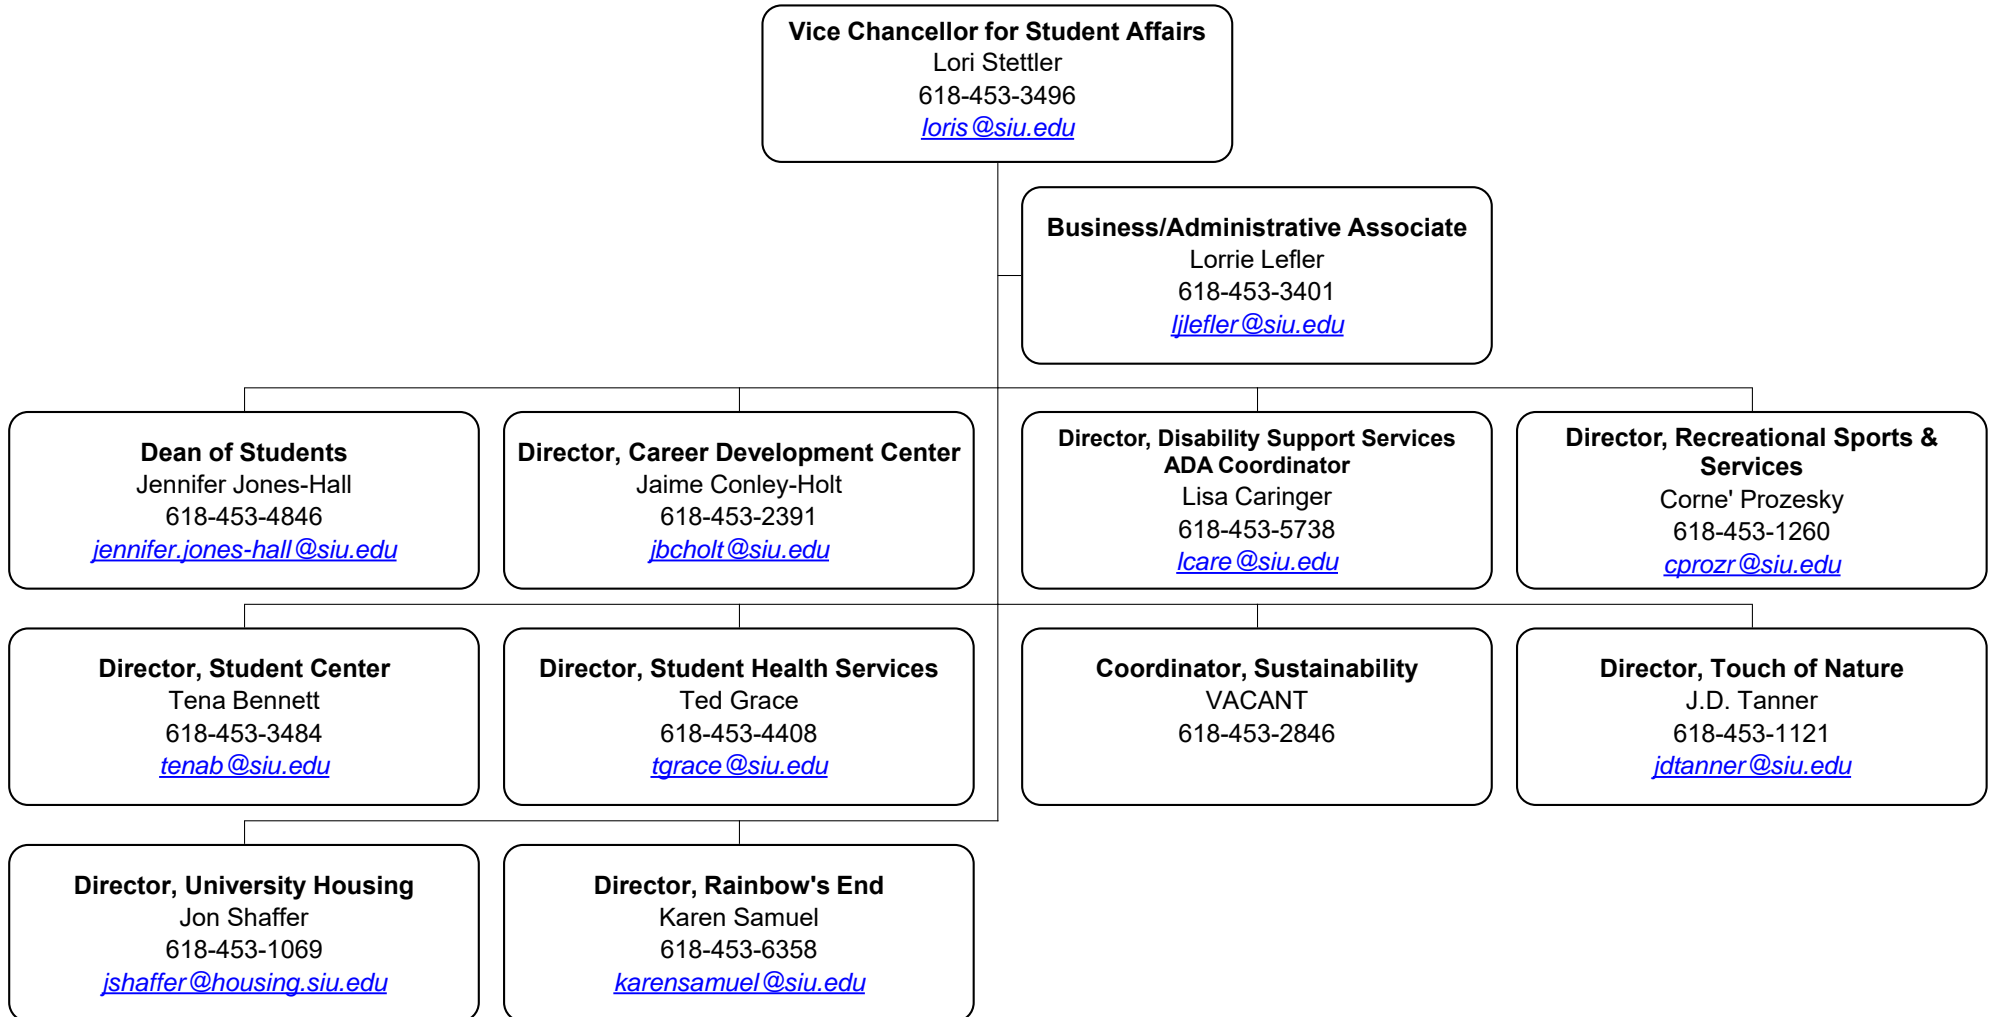 Vice Chancellor for Student Affairs
Lori Stettler
618-453-3496
loris@siu.edu
Business/Administrative Associate
Lorrie Lefler
618-453-3401
ljlefler@siu.edu
Dean of Students
Jennifer Jones-Hall
618-453-4846
jennifer.jones-hall@siu.edu
Director, Career Development Center
Jaime Conley-Holt
618-453-2391
jbcholt@siu.edu
Director, Disability Support Services
ADA Coordinator
Lisa Caringer
618-453-5738
lcare@siu.edu
Director, Recreational Sports &
Services
Corne' Prozesky
618-453-1260
cprozr@siu.edu
Director, Student Center
Tena Bennett
618-453-3484
tenab@siu.edu
Director, Student Health Services
Ted Grace
618-453-4408
tgrace@siu.edu
Coordinator, Sustainability
VACANT
618-453-2846
Director, Touch of Nature
J.D. Tanner
618-453-1121
jdtanner@siu.edu
Director, University Housing
Jon Shaffer
618-453-1069
jshaffer@housing.siu.edu
Director, Rainbow's End
Karen Samuel
618-453-6358
karensamuel@siu.edu